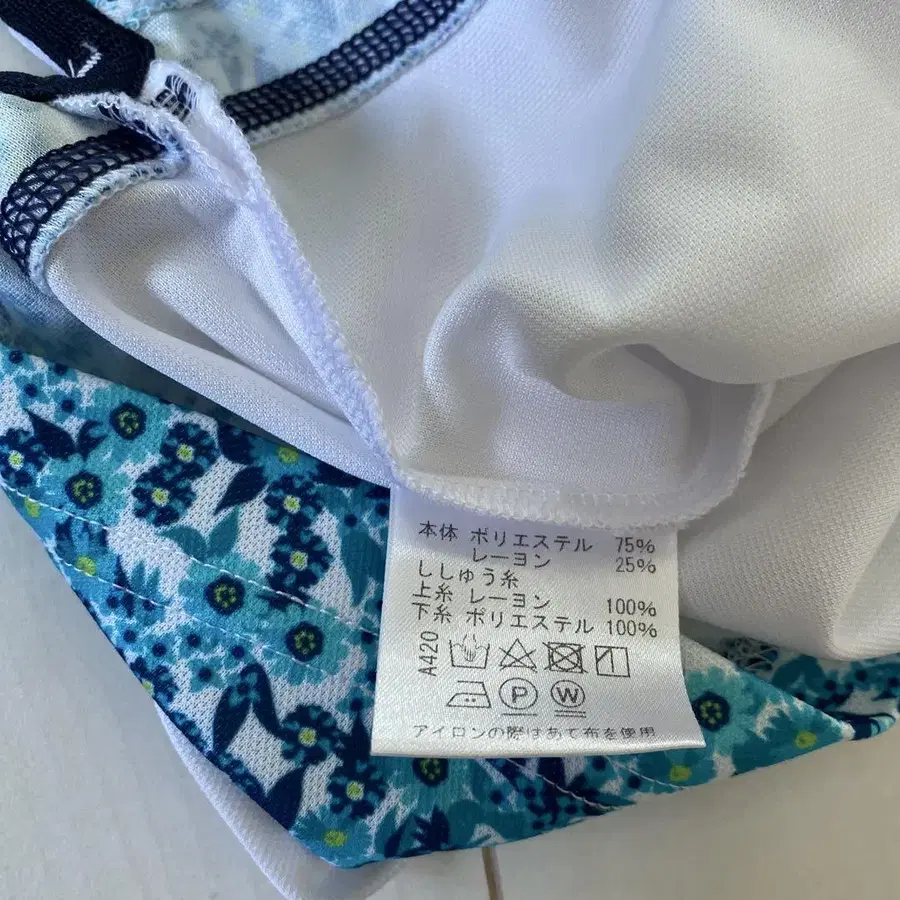 本体 ポリエステル 75%
レーヨン 25%
ししゅう糸
上糸 レーヨン 100%
下糸 ポリエステル 100%
A420
P W
アイロンの際はあて布を使用